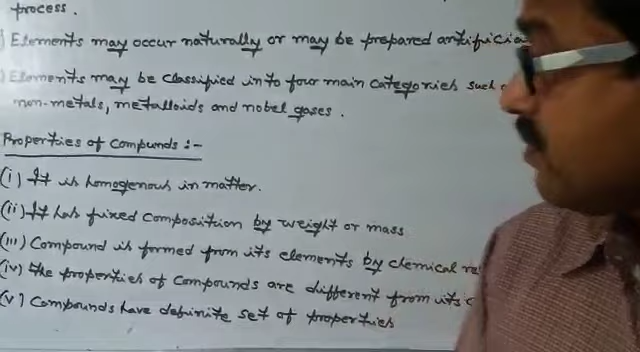 process.
) Elements may occur naturally or may be prepared artificia
) Elements may be classified in to four main categories such
non-metals, metalloids and nobel gases.
Properties of compunds :-
(i) It is homogenous in matter.
(ii) It has fixed composition by weight or mass
(iii) Compound is formed from its elements by chemical re
(iv) the properties of compounds are different from its c
(v) Compounds have definite set of properties